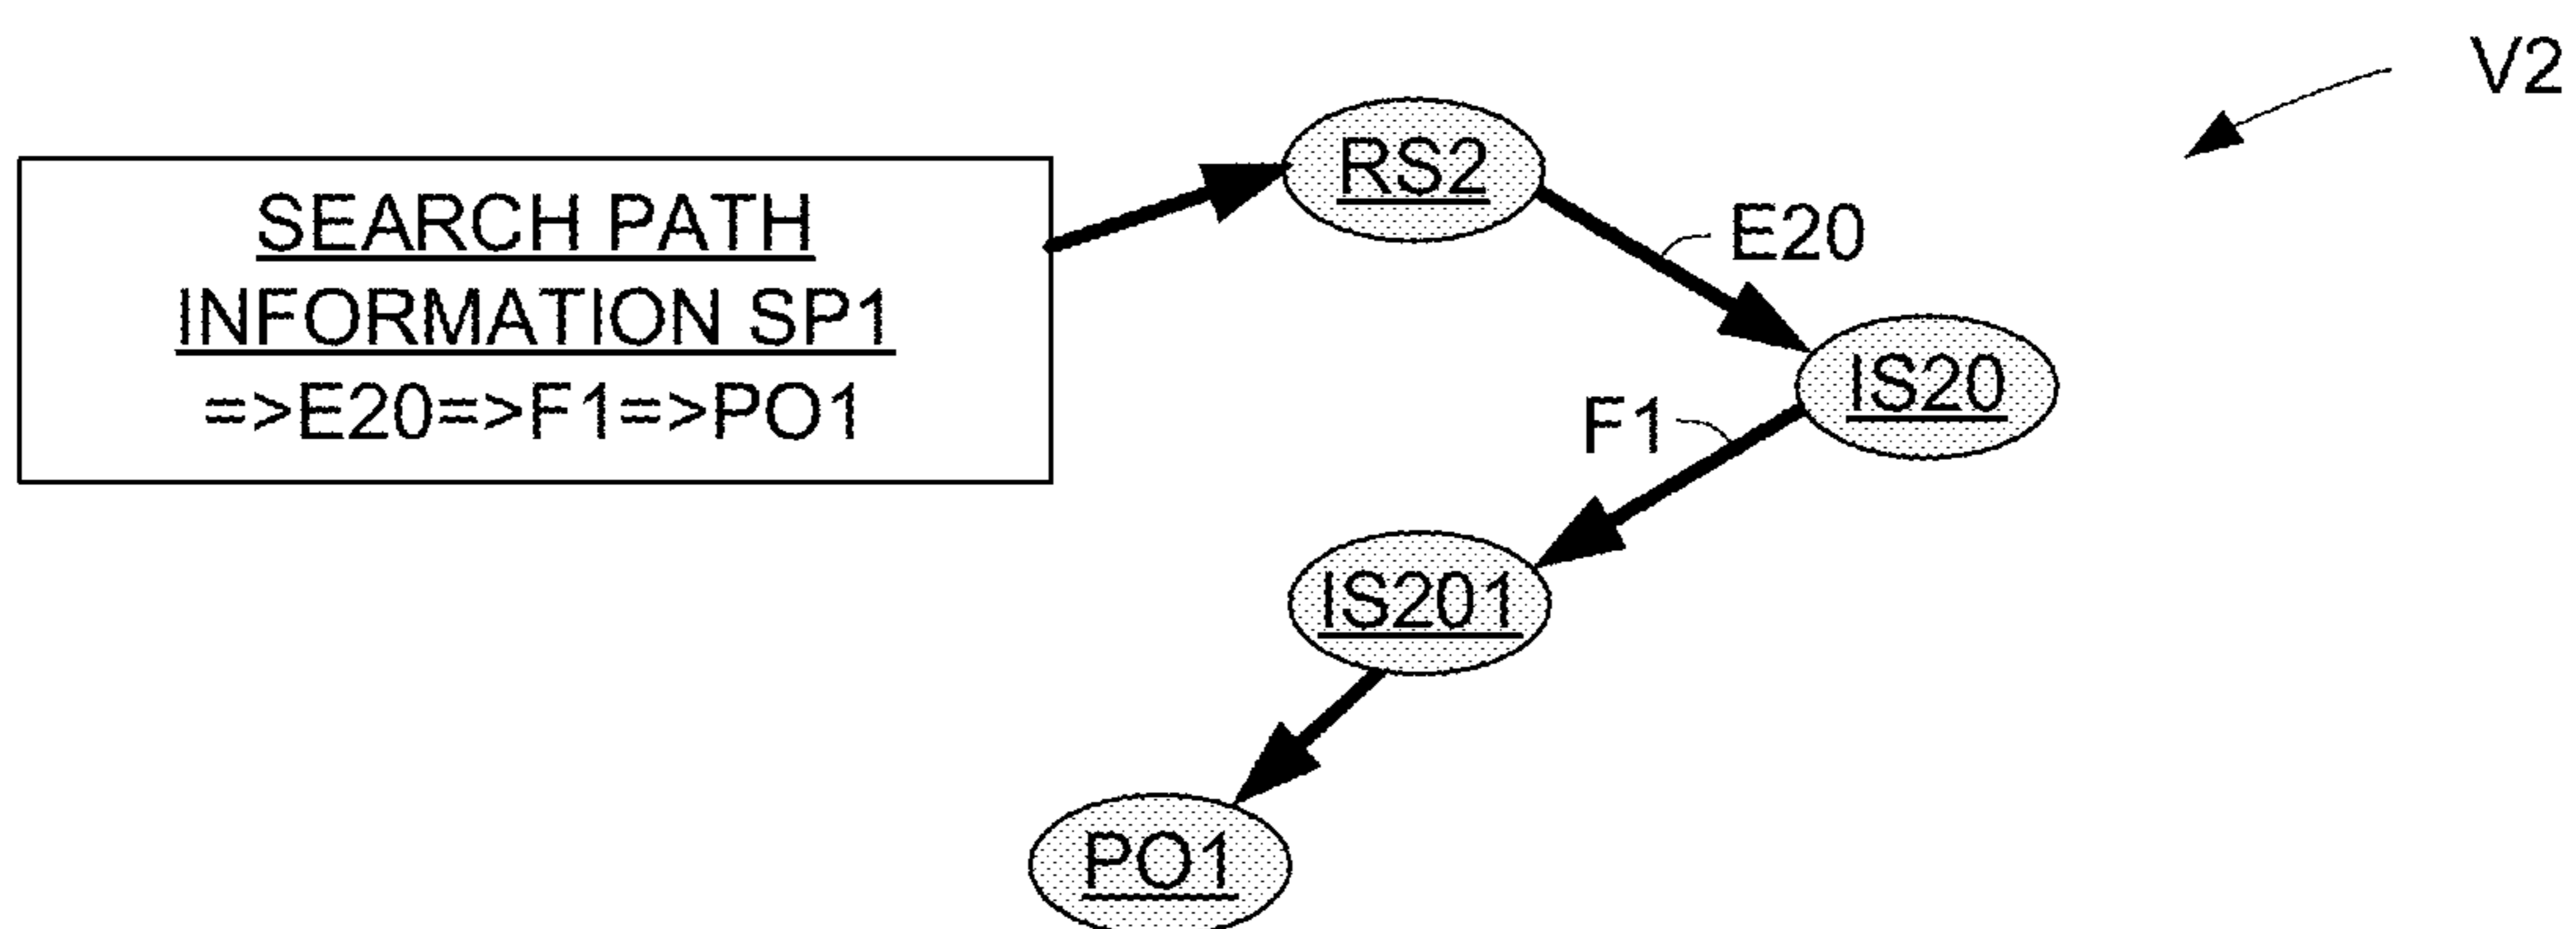 V2
RS2
SEARCH PATH
INFORMATION SP1
=>E20=>F1=>PO1
E20
IS20
F1
IS201
PO1